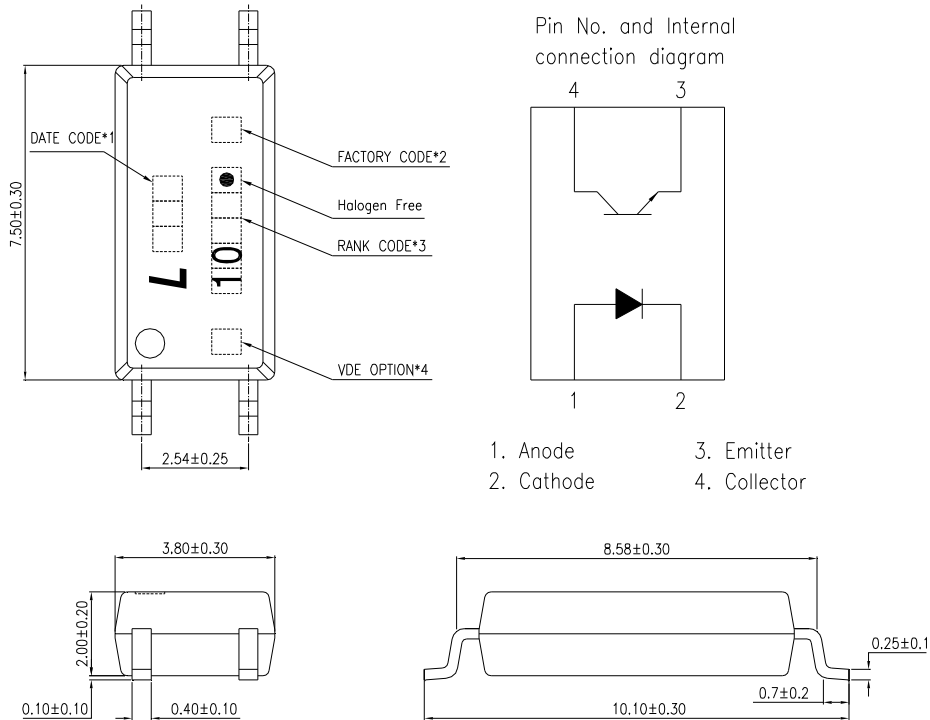 Pin No. and Internal
connection diagram
4 3
1 2
1. Anode 3. Emitter
2. Cathode 4. Collector
DATE CODE*1
FACTORY CODE*2
Halogen Free
RANK CODE*3
VDE OPTION*4
L
10
7.50±0.30
2.54±0.25
3.80±0.30
2.00±0.20
0.10±0.10
0.40±0.10
8.58±0.30
0.25±0.1
0.7±0.2
10.10±0.30